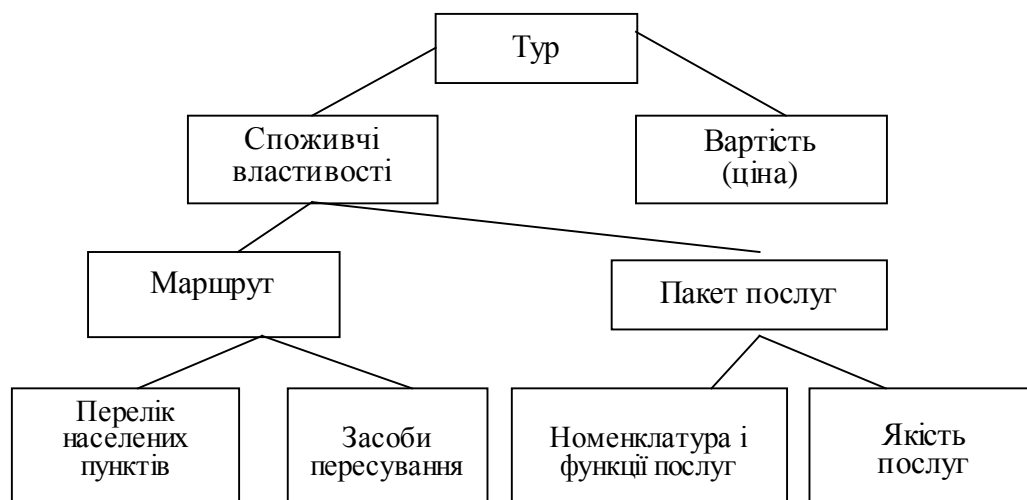 Тур
Споживчі
властивості
Вартість
(ціна)
Маршрут
Пакет послуг
Перелік
населених
пунктів
Засоби
пересування
Номенклатура і
функції послуг
Якість
послуг